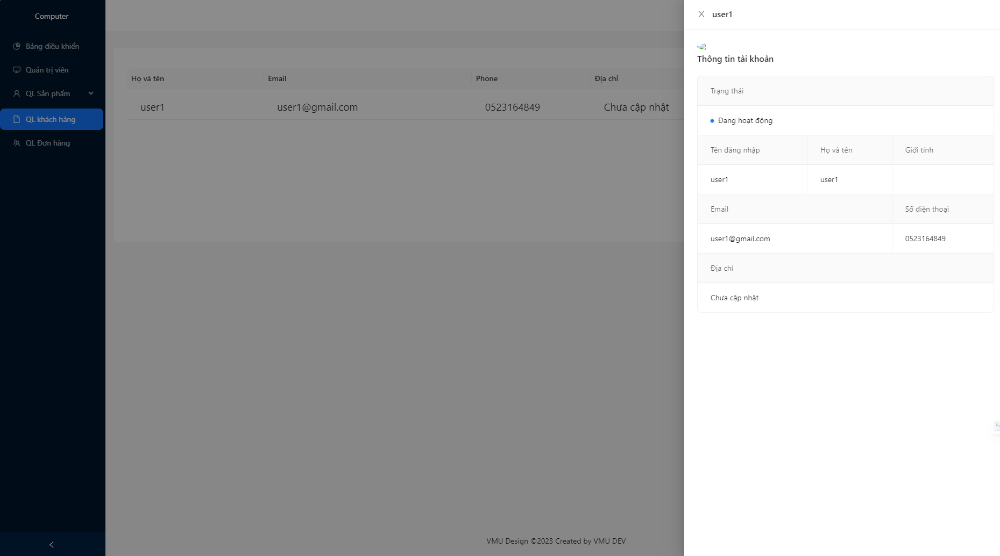 Computer
Bảng điều khiển
Quản trị viên
QL Sản phẩm
QL khách hàng
QL Đơn hàng
Họ và tên Email Phone Địa chỉ
user1 user1@gmail.com 0523164849 Chưa cập nhật
VMU Design ©2023 Created by VMU DEV
user1
Thông tin tài khoản
Trạng thái
Đang hoạt động
Tên đăng nhập Họ và tên Giới tính
user1 user1
Email Số điện thoại
user1@gmail.com 0523164849
Địa chỉ
Chưa cập nhật